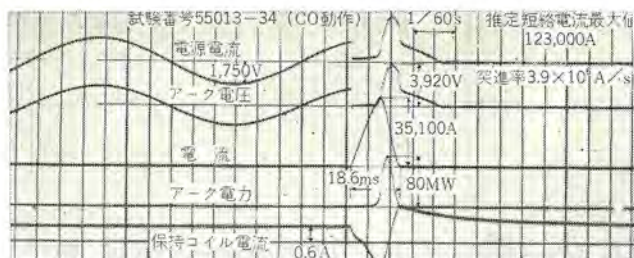 試験番号55013-34 (CO動作)
1/60s
推定短絡電流最大値
123,000A
電源電流
1,750V
3,920V
突進率3.9×10⁶A/s
アーク電圧
35,100A
電流
18.6ms
80MW
アーク電力
保持コイル電流
0.6A